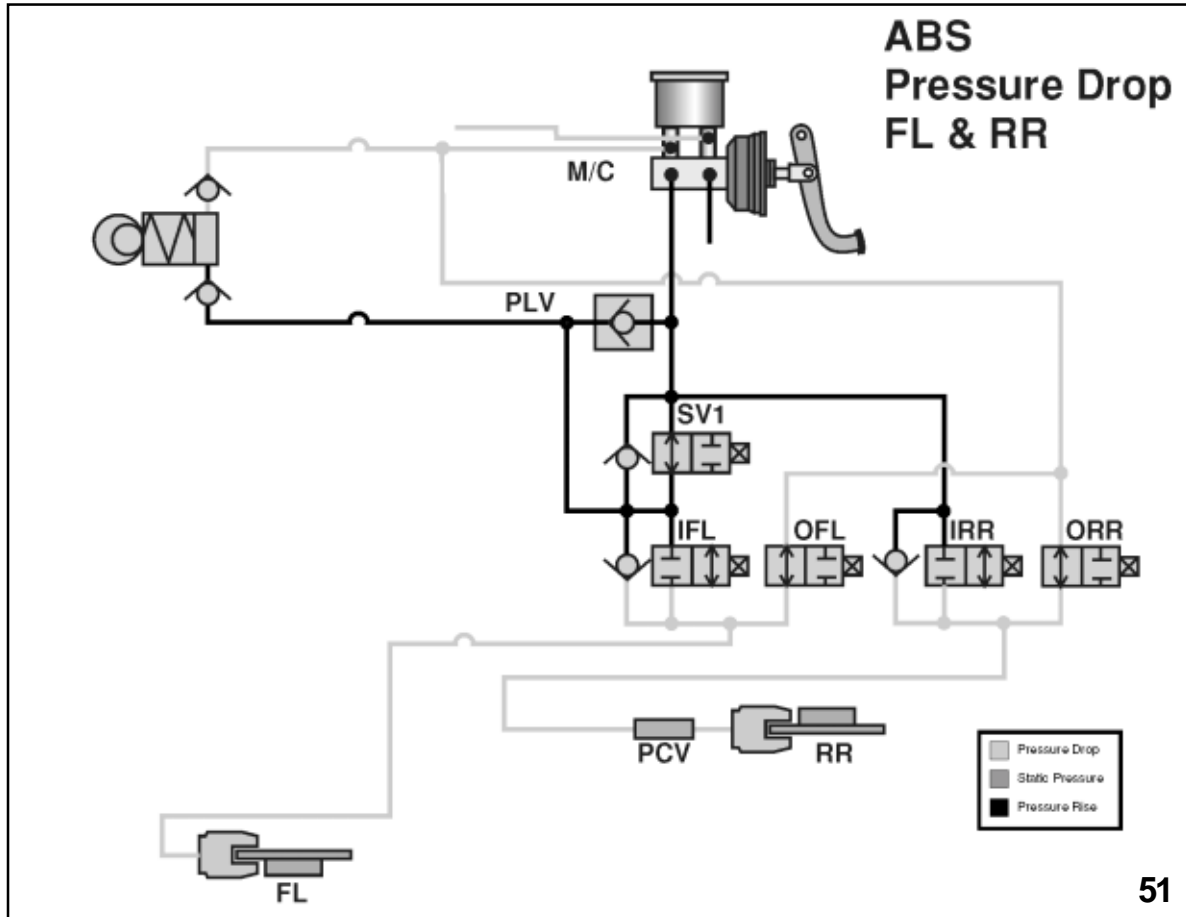 ABS
Pressure Drop
FL & RR
M/C
PLV
SV1
IFL
OFL
IRR
ORR
PCV
RR
FL
Pressure Drop
Static Pressure
Pressure Rise
51